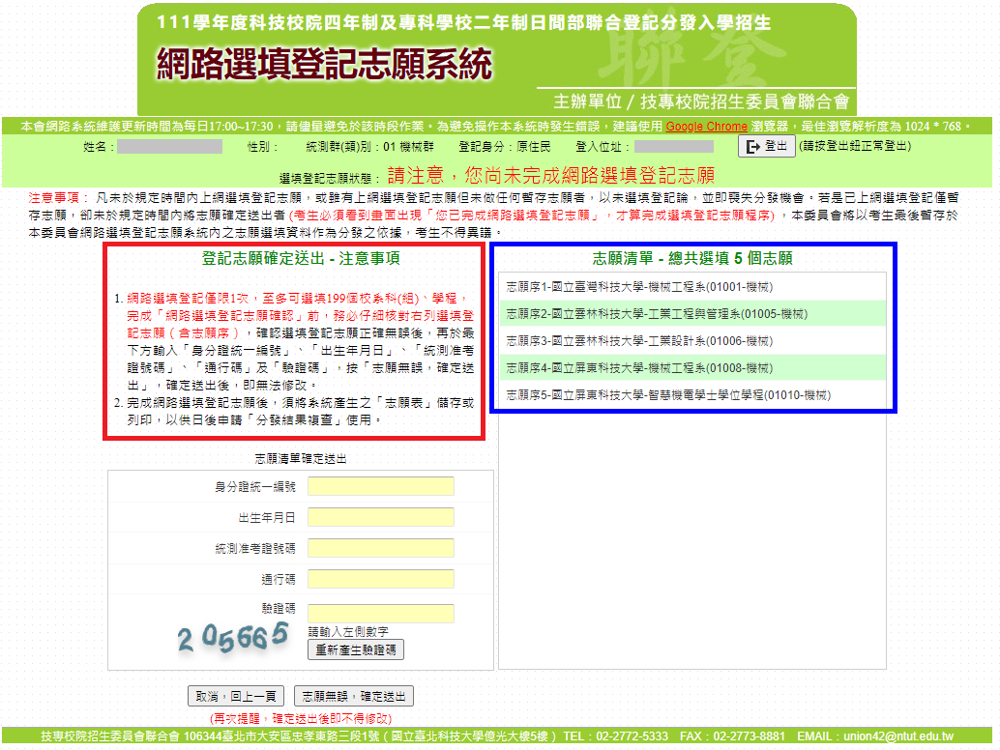 111學年度科技校院四年制及專科學校二年制日間部聯合登記分發入學招生
網路選填登記志願系統
聯登
主辦單位 / 技專校院招生委員會聯合會
本會網路系統維護更新時間為每日17:00~17:30，請儘量避免於該時段作業。為避免操作本系統時發生錯誤，建議使用 Google Chrome 瀏覽器，最佳瀏覽解析度為 1024 * 768。
姓名： 性別： 統測群(類)別：01 機械群 登記身分：原住民 登入位址： 登出 (請按登出鈕正常登出)
選填登記志願狀態： 請注意，您尚未完成網路選填登記志願
注意事項： 凡未於規定時間內上網選填登記志願，或雖有上網選填登記志願但未做任何暫存志願者，以未選填登記論，並即喪失分發機會。若是已上網選填登記僅暫
存志願，卻未於規定時間內將志願確定送出者 (考生必須看到畫面出現「您已完成網路選填登記志願」，才算完成選填登記志願程序) ，本委員會將以考生最後暫存於
本委員會網路選填登記志願系統內之志願選填資料作為分發之依據，考生不得異議。
登記志願確定送出 - 注意事項
1. 網路選填登記僅限1次，至多可選填199個校系科(組)、學程，
完成「網路選填登記志願確認」前，務必仔細核對右列選填登
記志願（含志願序），確認選填登記志願正確無誤後，再於最
下方輸入「身分證統一編號」、「出生年月日」、「統測准考
證號碼」、「通行碼」及「驗證碼」，按「志願無誤，確定送
出」，確定送出後，即無法修改。
2. 完成網路選填登記志願後，須將系統產生之「志願表」儲存或
列印，以供日後申請「分發結果複查」使用。
志願清單 - 總共選填 5 個志願
志願序1-國立臺灣科技大學-機械工程系(01001-機械)
志願序2-國立雲林科技大學-工業工程與管理系(01005-機械)
志願序3-國立雲林科技大學-工業設計系(01006-機械)
志願序4-國立屏東科技大學-機械工程系(01008-機械)
志願序5-國立屏東科技大學-智慧機電學士學位學程(01010-機械)
志願清單確定送出
身分證統一編號
出生年月日
統測准考證號碼
通行碼
驗證碼
205665
請輸入左側數字
重新產生驗證碼
取消，回上一頁 志願無誤，確定送出
(再次提醒，確定送出後即不得修改)
技專校院招生委員會聯合會 106344臺北市大安區忠孝東路三段1號（國立臺北科技大學億光大樓5樓） TEL：02-2772-5333 FAX：02-2773-8881 EMAIL：union42@ntut.edu.tw